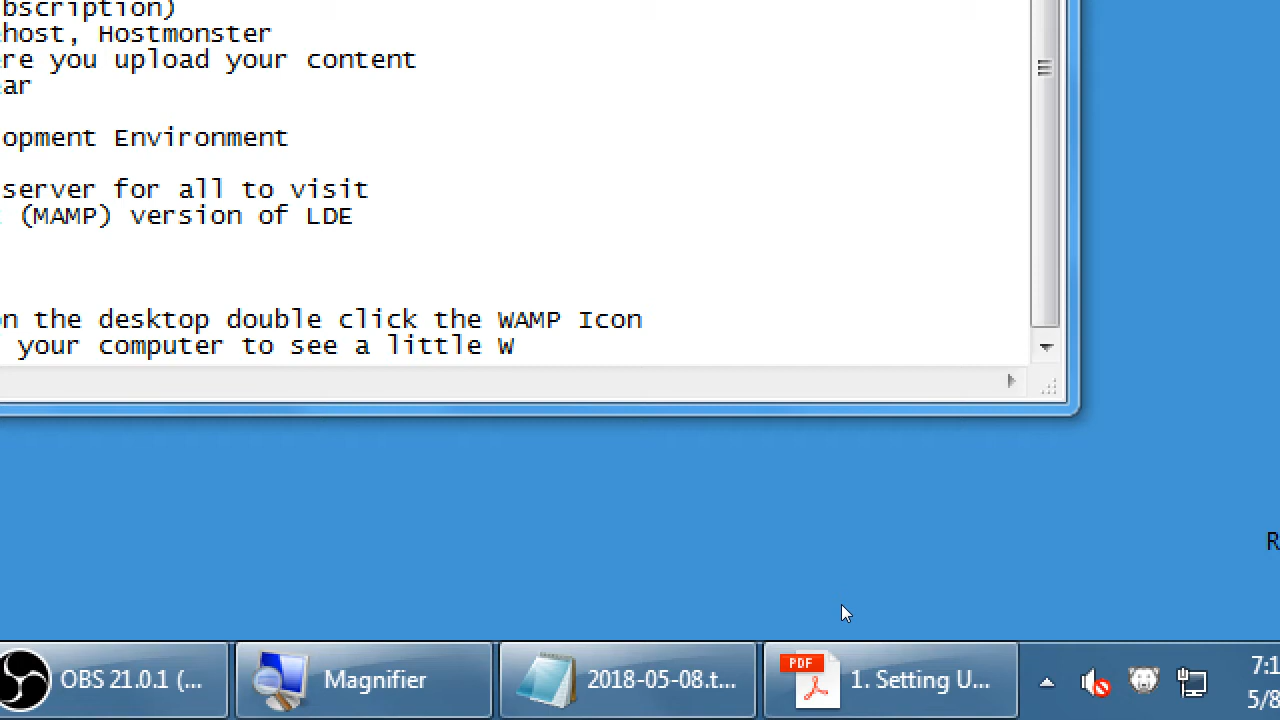 bscription)
host, Hostmonster
re you upload your content
ar
opment Environment
server for all to visit
(MAMP) version of LDE
n the desktop double click the WAMP Icon
your computer to see a little W
R
OBS 21.0.1 (...
Magnifier
2018-05-08.t...
PDF
1. Setting U...
7:1
5/8